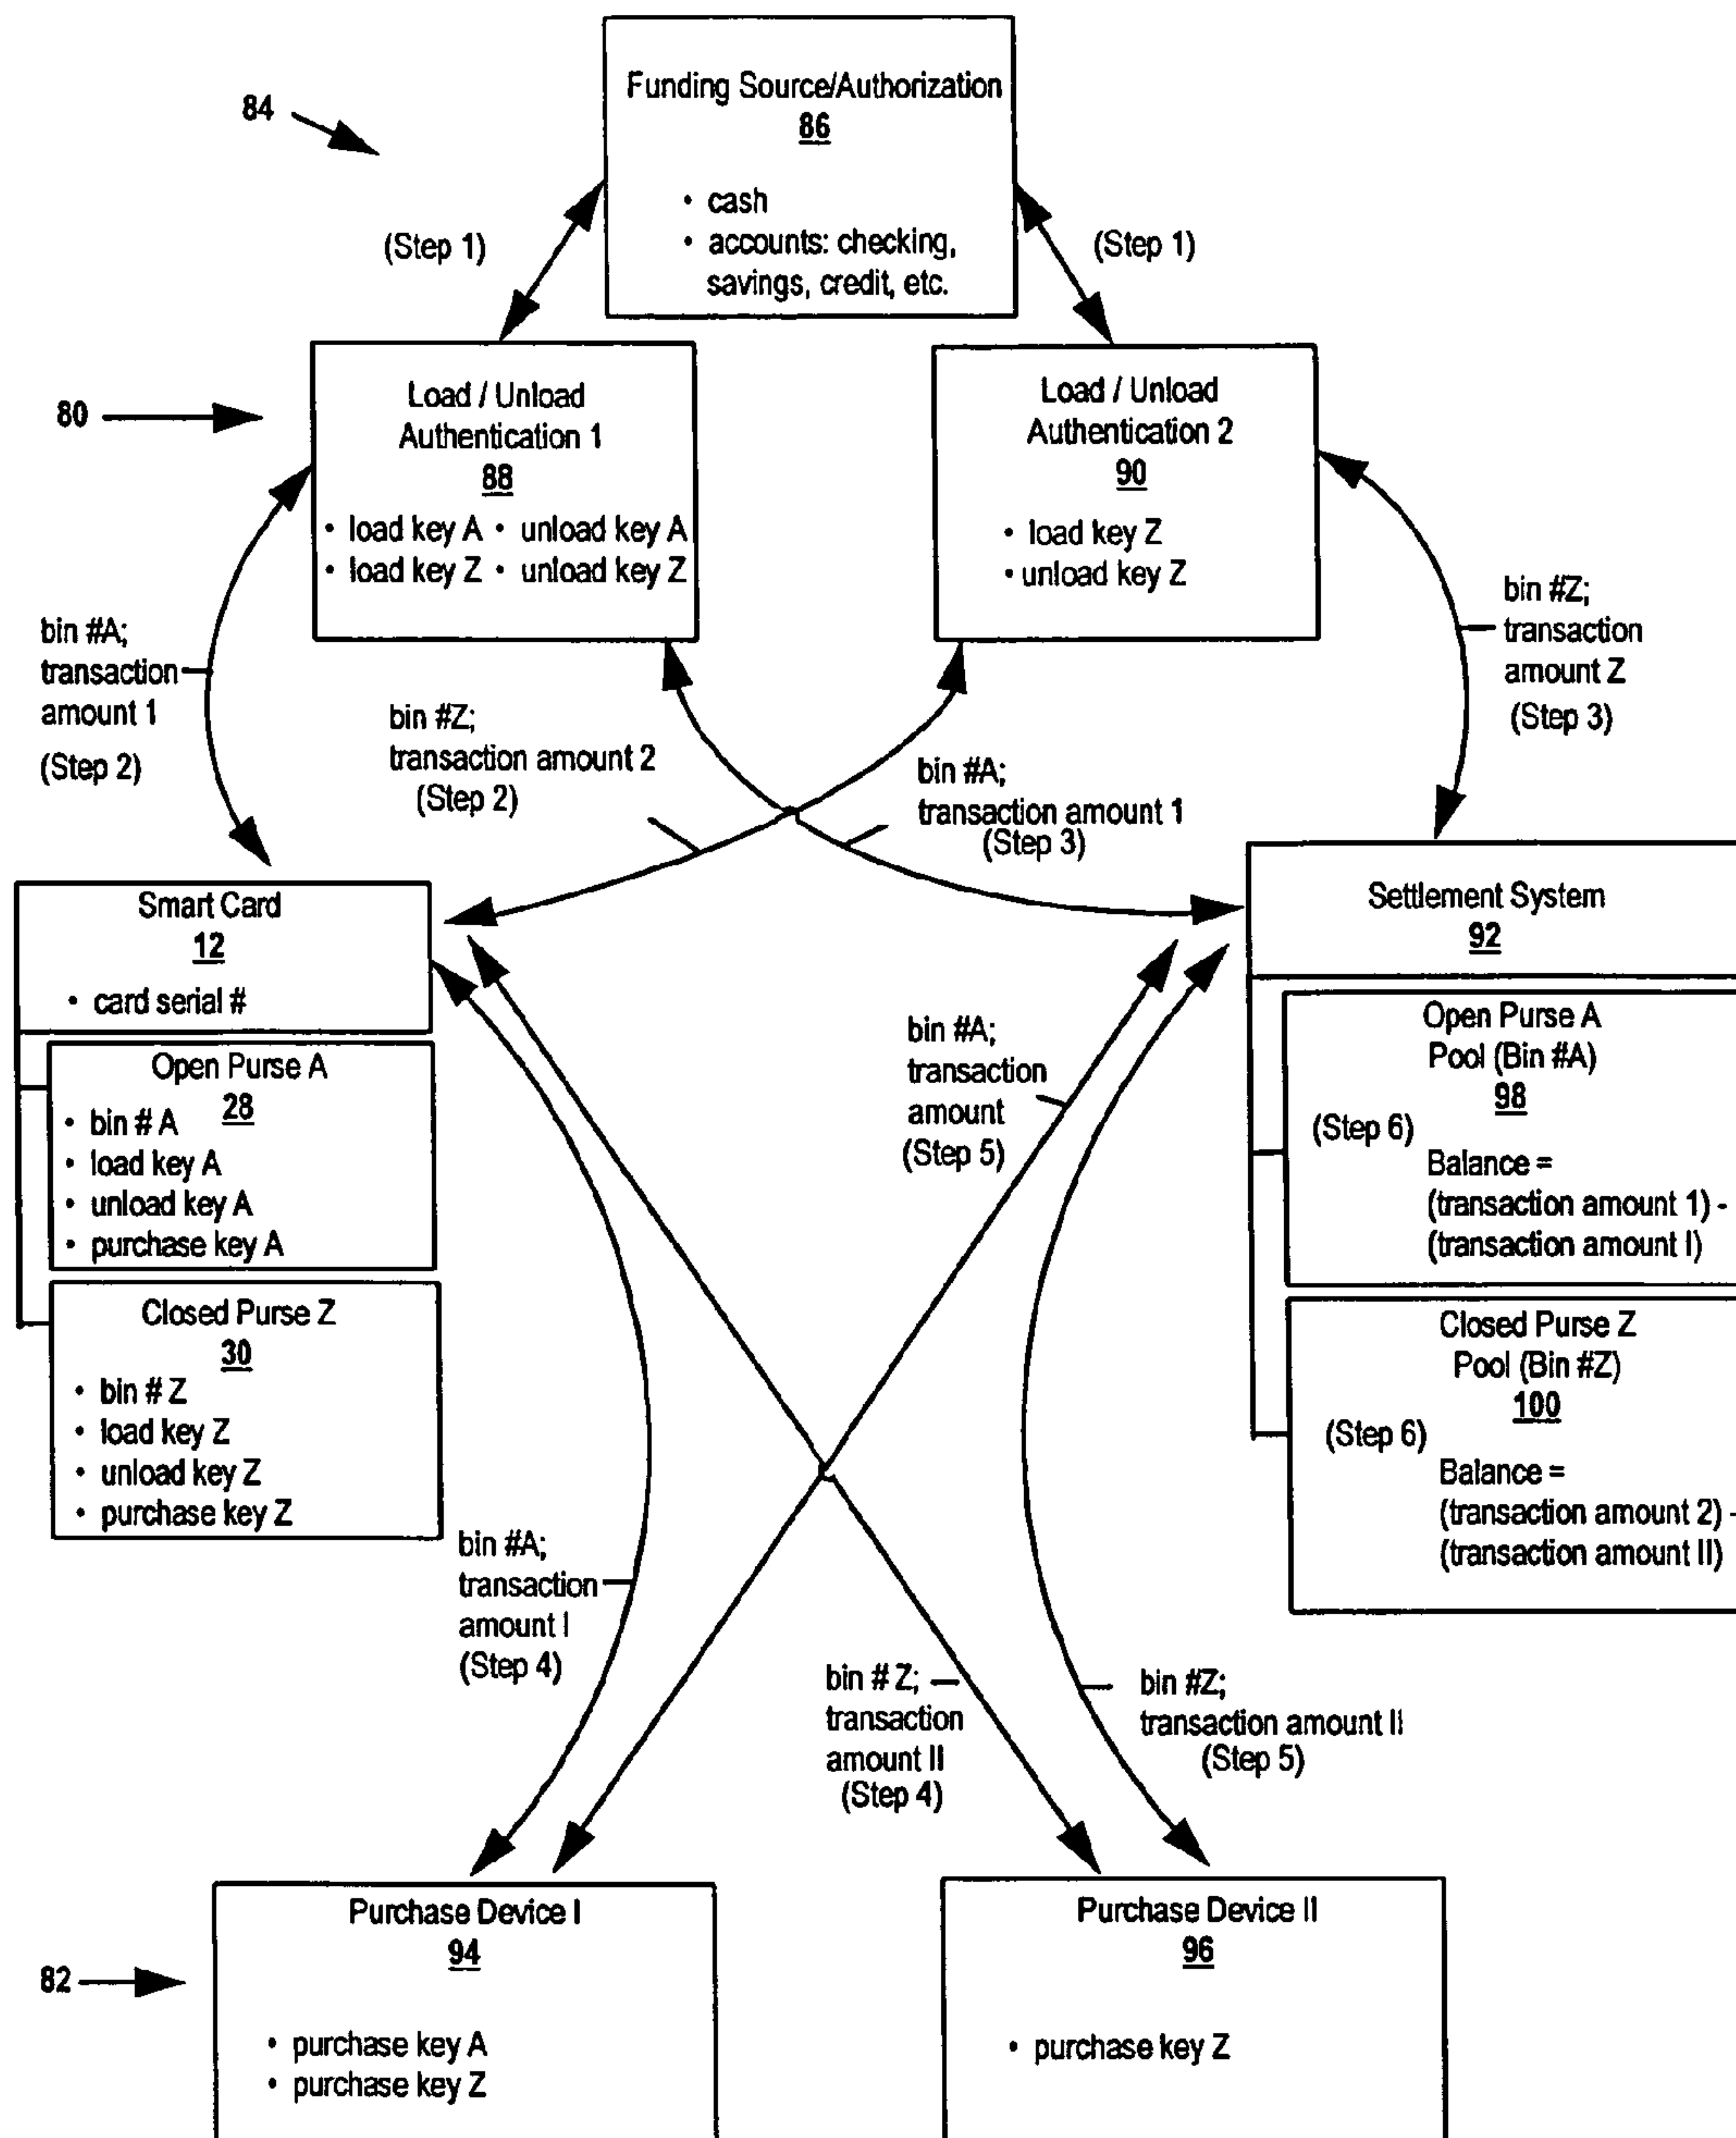 Funding Source/Authorization
86
• cash
• accounts: checking,
savings, credit, etc.
84
(Step 1)
(Step 1)
80
Load / Unload
Authentication 1
88
• load key A • unload key A
• load key Z • unload key Z
Load / Unload
Authentication 2
90
• load key Z
• unload key Z
bin #A;
transaction
amount 1
(Step 2)
bin #Z;
transaction amount 2
(Step 2)
bin #A;
transaction amount 1
(Step 3)
bin #Z;
transaction
amount Z
(Step 3)
Smart Card
12
• card serial #
Open Purse A
28
• bin # A
• load key A
• unload key A
• purchase key A
Closed Purse Z
30
• bin # Z
• load key Z
• unload key Z
• purchase key Z
Settlement System
92
Open Purse A
Pool (Bin #A)
98
(Step 6)
Balance =
(transaction amount 1) -
(transaction amount I)
Closed Purse Z
Pool (Bin #Z)
100
(Step 6)
Balance =
(transaction amount 2) -
(transaction amount II)
bin #A;
transaction
amount
(Step 5)
bin #A;
transaction
amount I
(Step 4)
bin # Z;
transaction
amount II
(Step 4)
bin #Z;
transaction amount II
(Step 5)
82
Purchase Device I
94
• purchase key A
• purchase key Z
Purchase Device II
96
• purchase key Z